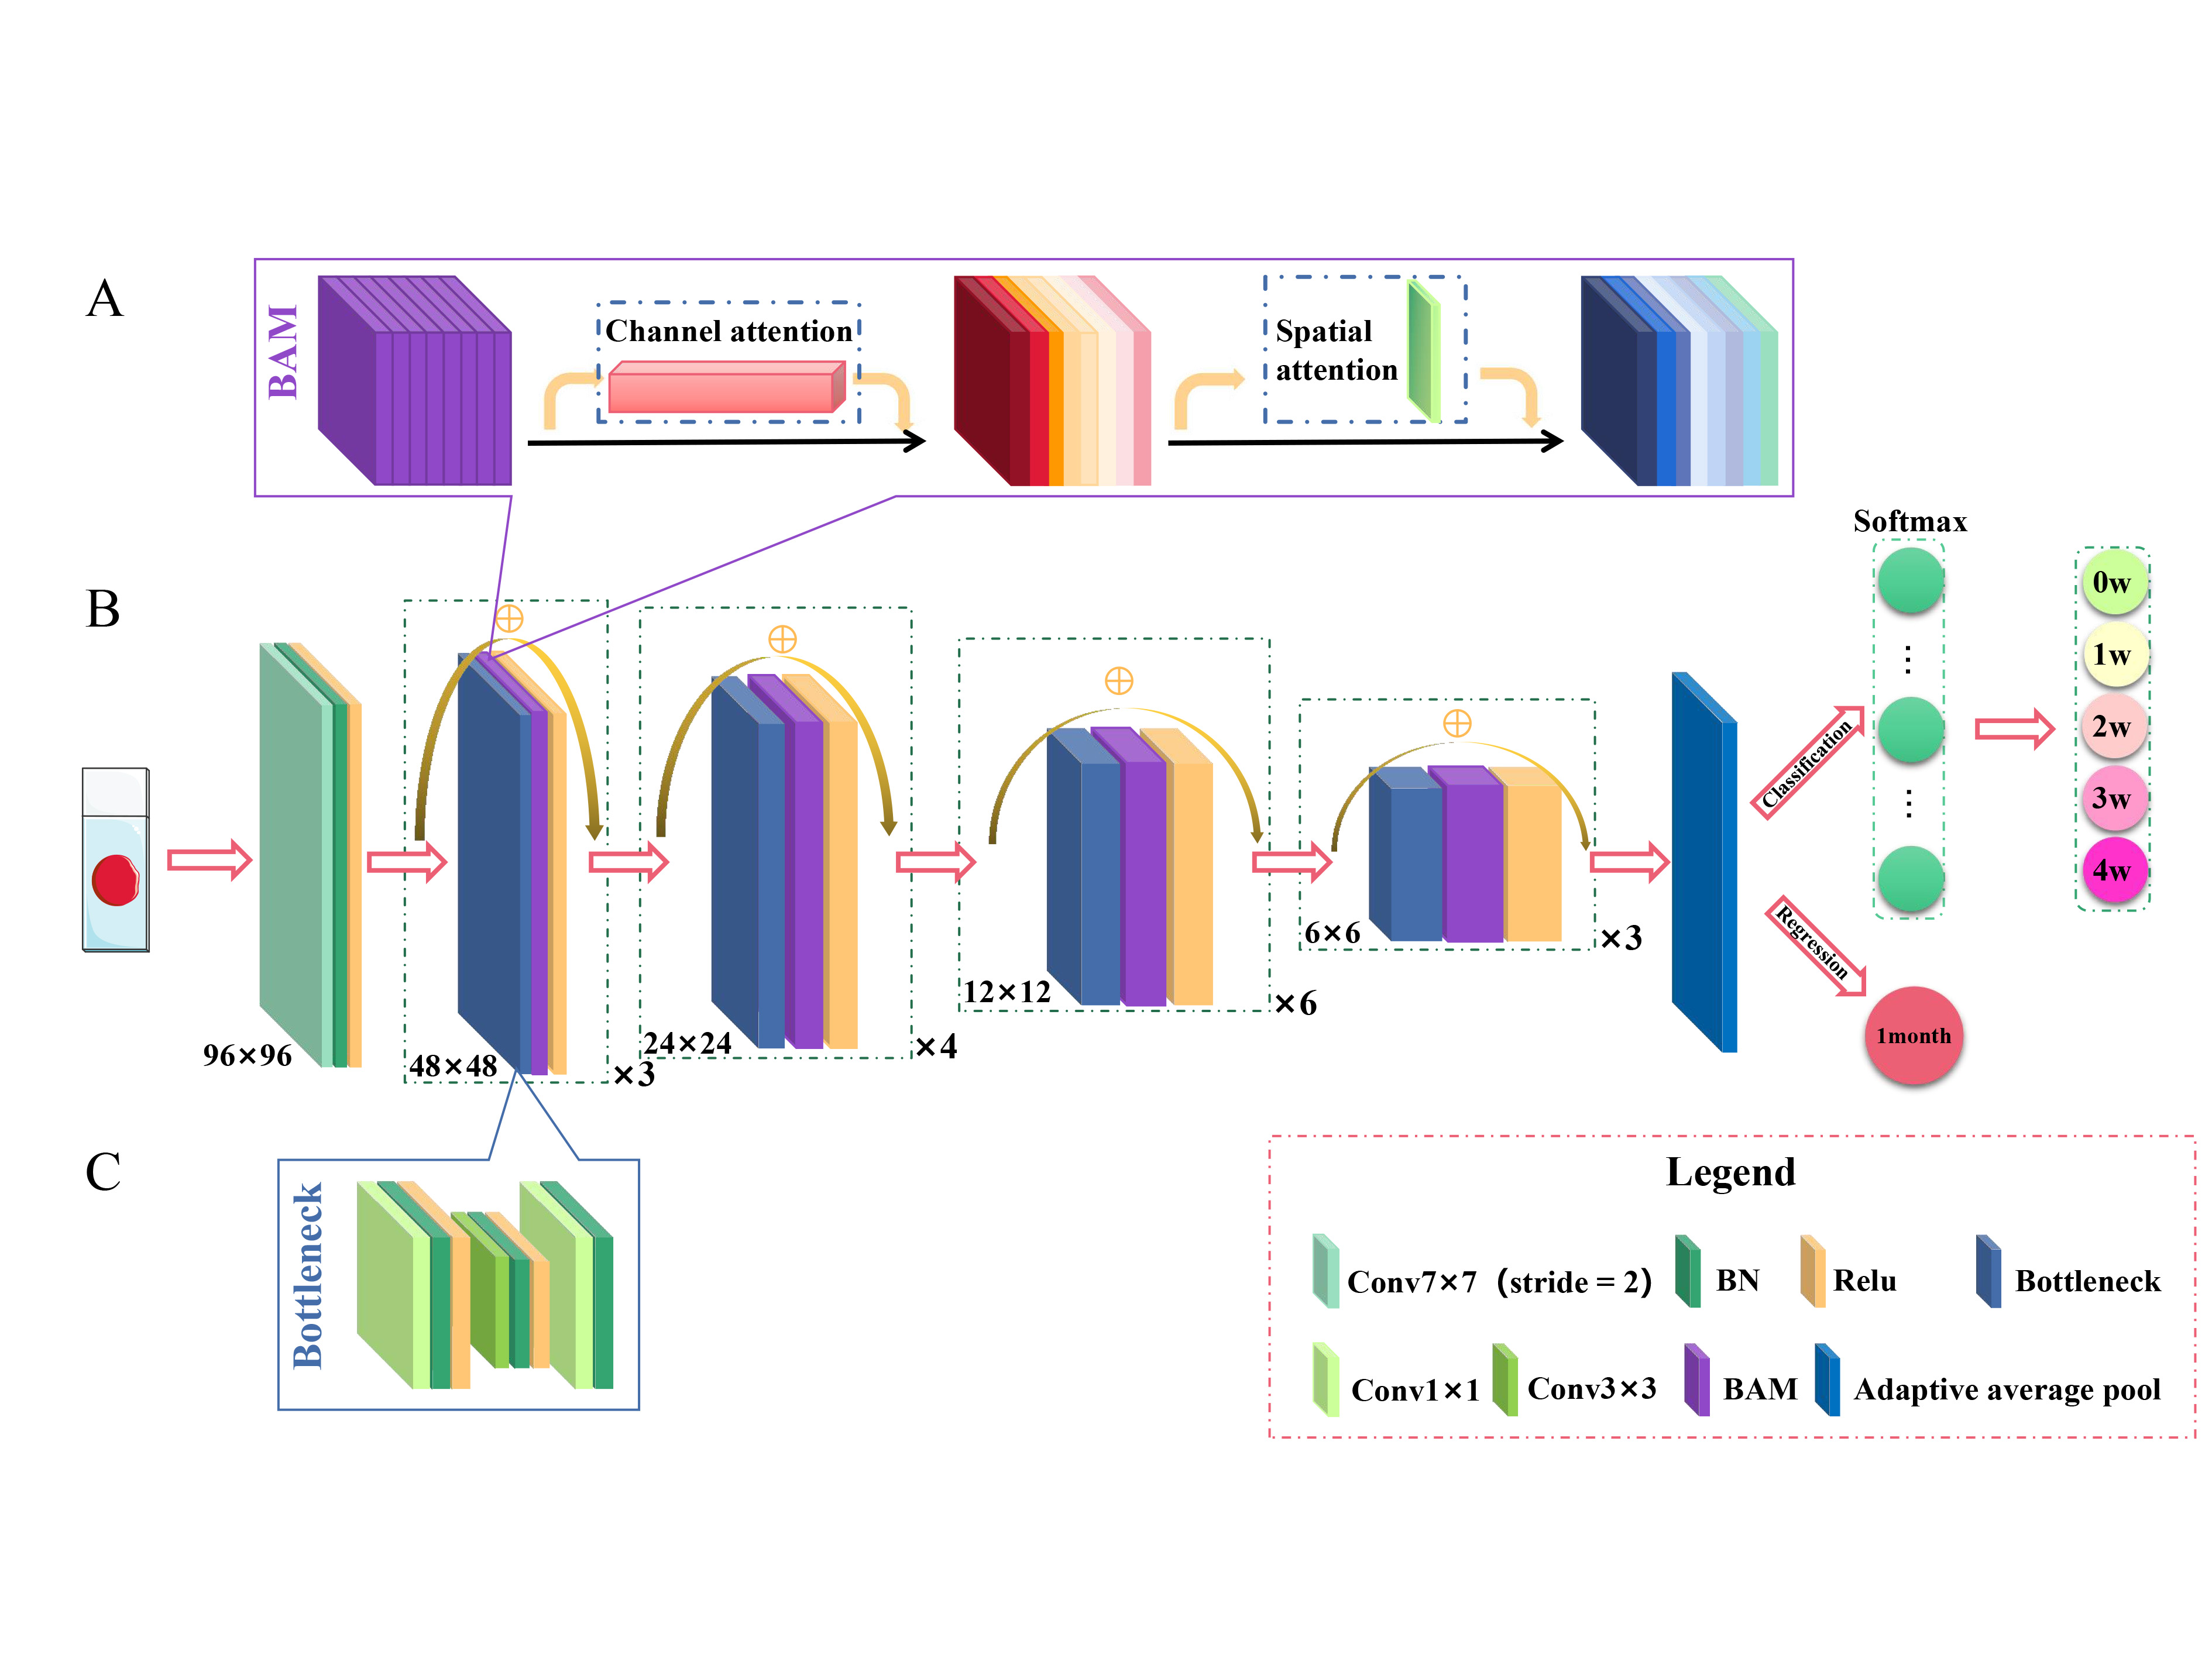 A
BAM
Channel attention
Spatial
attention
B
Softmax
96×96
48×48
×3
24×24
×4
12×12
×6
6×6
×3
Classification
Regression
0w
1w
2w
3w
4w
1month
C
Bottleneck
Legend
Conv7×7 (stride = 2)
BN
Relu
Bottleneck
Conv1×1
Conv3×3
BAM
Adaptive average pool